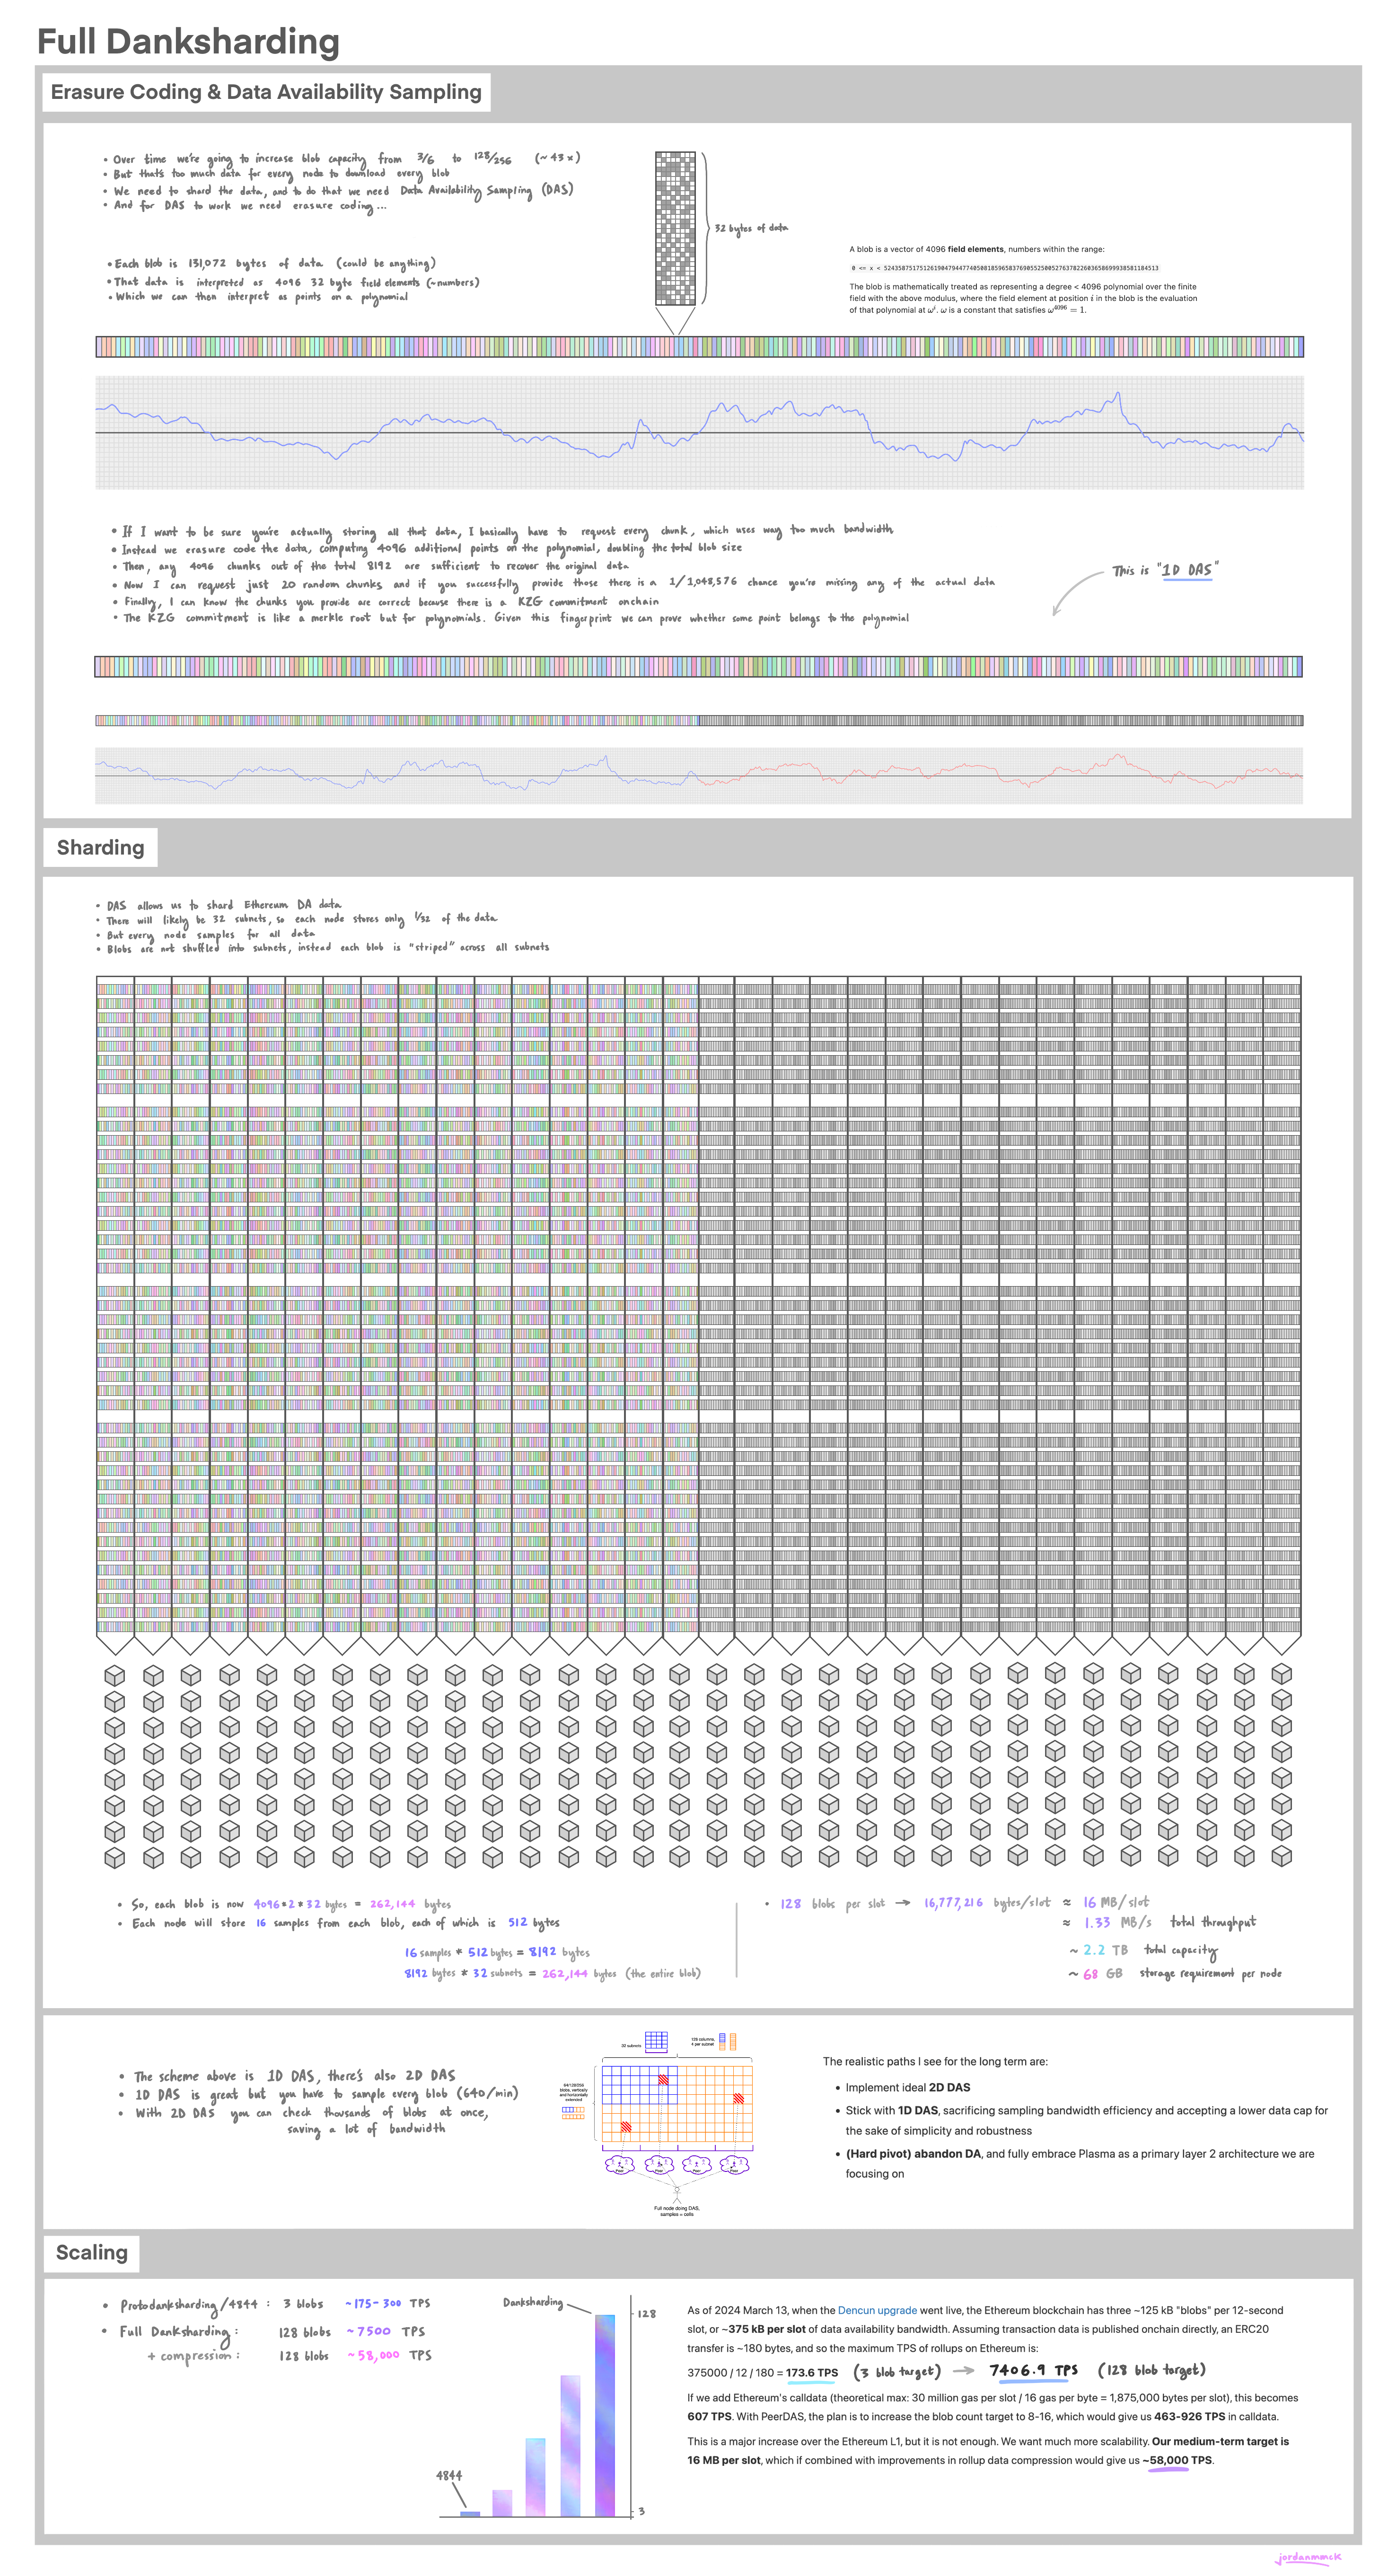 Full Danksharding
Erasure Coding & Data Availability Sampling
• Over time we're going to increase blob capacity from 3/6 to 128/256 (~43x)
• But that's too much data for every node to download every blob
• We need to shard the data, and to do that we need Data Availability Sampling (DAS)
• And for DAS to work we need erasure coding...
32 bytes of data
• Each blob is 131,072 bytes of data (could be anything)
• That data is interpreted as 4096 32 byte field elements (~numbers)
• Which we can then interpret as points on a polynomial
A blob is a vector of 4096 field elements, numbers within the range:
The blob is mathematically treated as representing a degree < 4096 polynomial over the finite
field with the above modulus, where the field element at position i in the blob is the evaluation
of that polynomial at ωⁱ. ω is a constant that satisfies ω⁴⁰⁹⁶ = 1.
• If I want to be sure you're actually storing all that data, I basically have to request every chunk, which uses way too much bandwidth
• Instead we erasure code the data, computing 4096 additional points on the polynomial, doubling the total blob size
• Then, any 4096 chunks out of the total 8192 are sufficient to recover the original data
• Now I can request just 20 random chunks and if you successfully provide those there is a 1/1,048,576 chance you're missing any of the actual data
• Finally, I can know the chunks you provide are correct because there is a KZG commitment onchain
• The KZG commitment is like a merkle root but for polynomials. Given this fingerprint we can prove whether some point belongs to the polynomial
This is "1D DAS"
Sharding
• DAS allows us to shard Ethereum DA data
• There will likely be 32 subnets, so each node stores only 1/32 of the data
• But every node samples for all data
• Blobs are not shuffled into subnets, instead each blob is "striped" across all subnets
• So, each blob is now 4096*2*32 bytes = 262,144 bytes
• Each node will store 16 samples from each blob, each of which is 512 bytes
16 samples * 512 bytes = 8192 bytes
8192 bytes * 32 subnets = 262,144 bytes (the entire blob)
• 128 blobs per slot → 16,777,216 bytes/slot ≈ 16 MB/slot
≈ 1.33 MB/s total throughput
~ 2.2 TB total capacity
~ 68 GB storage requirement per node
• The scheme above is 1D DAS, there's also 2D DAS
• 1D DAS is great but you have to sample every blob (640/min)
• With 2D DAS you can check thousands of blobs at once,
saving a lot of bandwidth
32 subnets
128 columns,
4 per subnet
64/128/256
blobs, vertically
and horizontally
extended
Peer
Peer
Peer
Peer
Full node doing DAS,
samples = cells
The realistic paths I see for the long term are:
• Implement ideal 2D DAS
• Stick with 1D DAS, sacrificing sampling bandwidth efficiency and accepting a lower data cap for
the sake of simplicity and robustness
• (Hard pivot) abandon DA, and fully embrace Plasma as a primary layer 2 architecture we are
focusing on
Scaling
• Protodanksharding/4844 : 3 blobs ~175-300 TPS
• Full Danksharding : 128 blobs ~7500 TPS
+ compression : 128 blobs ~58,000 TPS
Danksharding
128
4844
3
As of 2024 March 13, when the Dencun upgrade went live, the Ethereum blockchain has three ~125 kB "blobs" per 12-second
slot, or ~375 kB per slot of data availability bandwidth. Assuming transaction data is published onchain directly, an ERC20
transfer is ~180 bytes, and so the maximum TPS of rollups on Ethereum is:
375000 / 12 / 180 = 173.6 TPS (3 blob target) → 7406.9 TPS (128 blob target)
If we add Ethereum's calldata (theoretical max: 30 million gas per slot / 16 gas per byte = 1,875,000 bytes per slot), this becomes
607 TPS. With PeerDAS, the plan is to increase the blob count target to 8-16, which would give us 463-926 TPS in calldata.
This is a major increase over the Ethereum L1, but it is not enough. We want much more scalability. Our medium-term target is
16 MB per slot, which if combined with improvements in rollup data compression would give us ~58,000 TPS.
jordanmmck